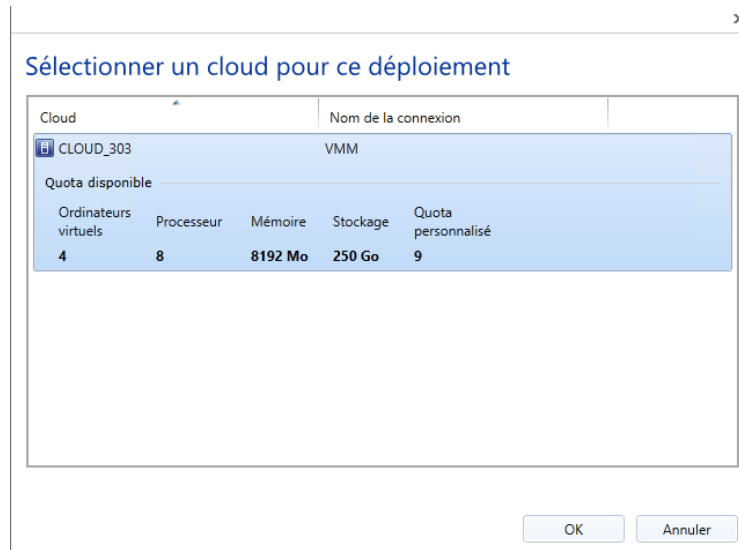 Sélectionner un cloud pour ce déploiement
Cloud Nom de la connexion
CLOUD_303 VMM
Quota disponible
Ordinateurs virtuels Processeur Mémoire Stockage Quota personnalisé
4 8 8192 Mo 250 Go 9
OK Annuler